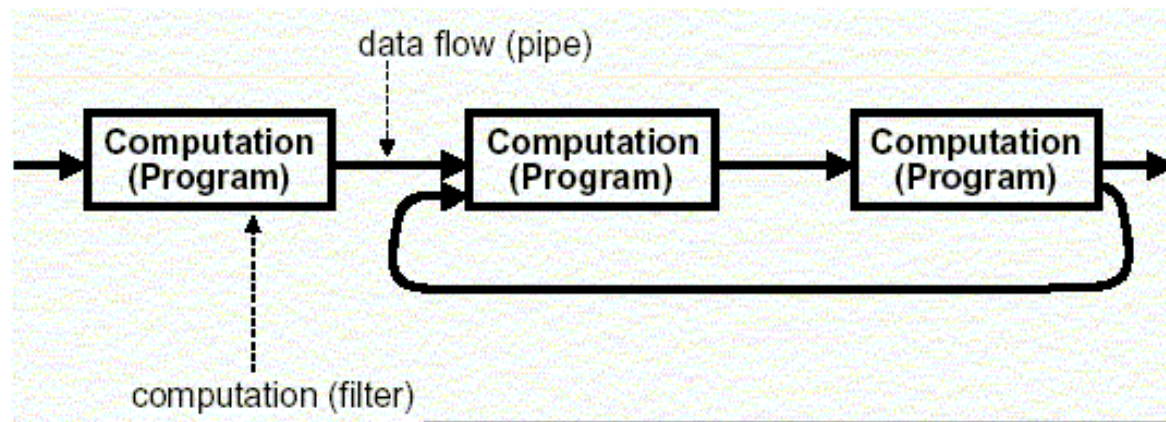 data flow (pipe)
Computation
(Program)
Computation
(Program)
Computation
(Program)
computation (filter)